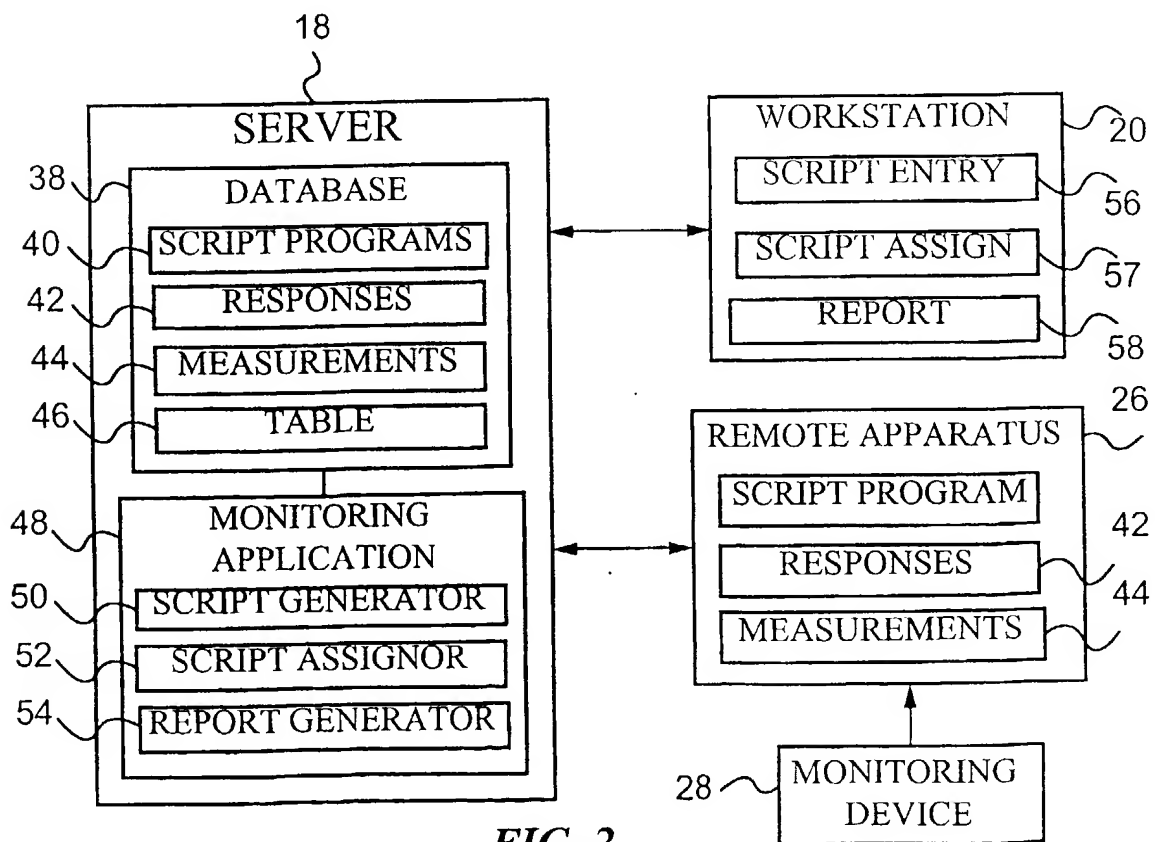 18
SERVER
38
DATABASE
40
SCRIPT PROGRAMS
42
RESPONSES
44
MEASUREMENTS
46
TABLE
48
MONITORING
APPLICATION
50
SCRIPT GENERATOR
52
SCRIPT ASSIGNOR
54
REPORT GENERATOR
WORKSTATION
20
SCRIPT ENTRY
56
SCRIPT ASSIGN
57
REPORT
58
26
REMOTE APPARATUS
SCRIPT PROGRAM
42
RESPONSES
44
MEASUREMENTS
28
MONITORING
DEVICE
FIG. 2